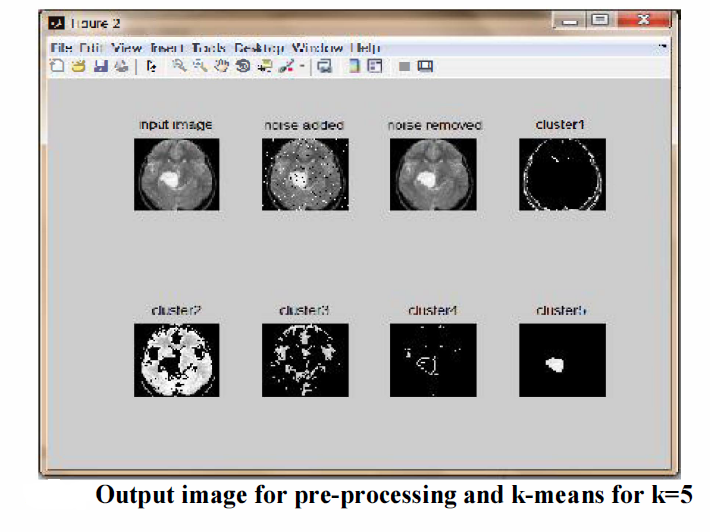 Figure 2
File Edit View Insert Tools Desktop Window Help
input image noise added noise removed cluster1
cluster2 cluster3 cluster4 cluster5
Output image for pre-processing and k-means for k=5